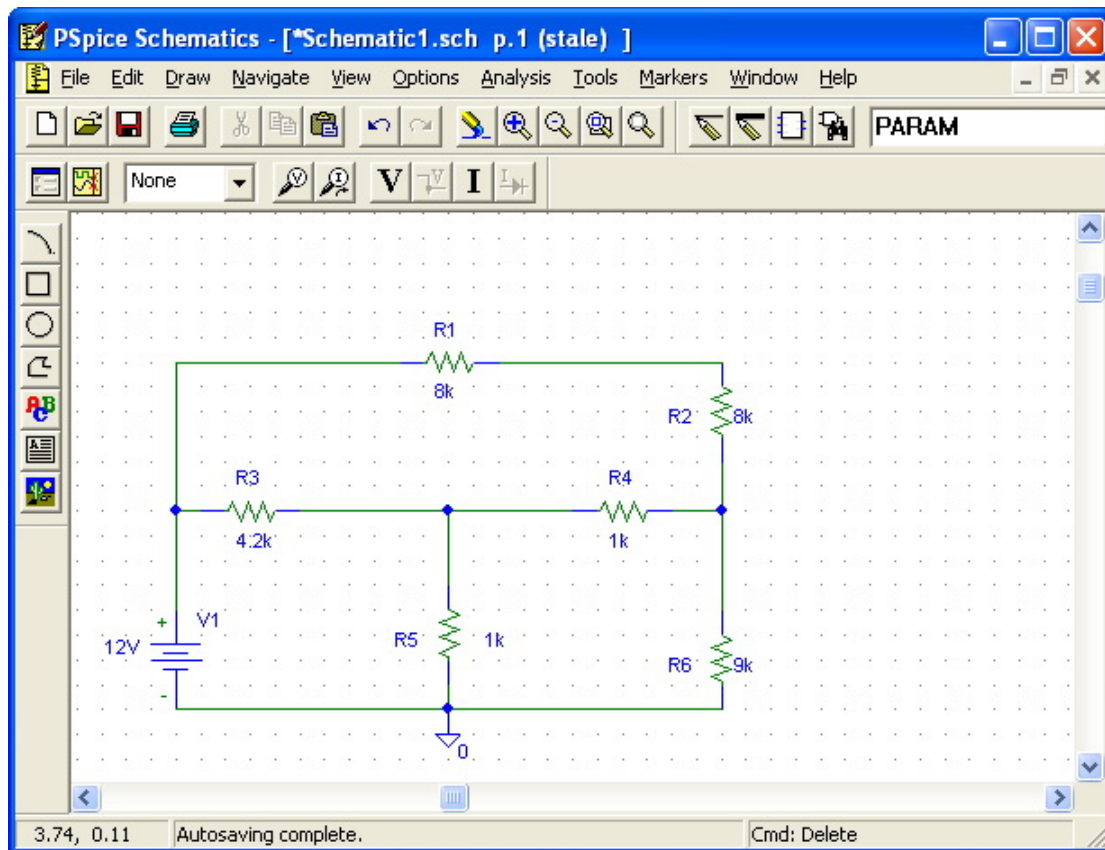 PSpice Schematics - [*Schematic1.sch p.1 (stale) ]
File Edit Draw Navigate View Options Analysis Tools Markers Window Help
PARAM
None V I V V I I
ABC
R1
8k
R2 8k
R3 R4
4.2k 1k
+ V1
12V R5 1k
R6 9k
-
0
3.74, 0.11 Autosaving complete. Cmd: Delete